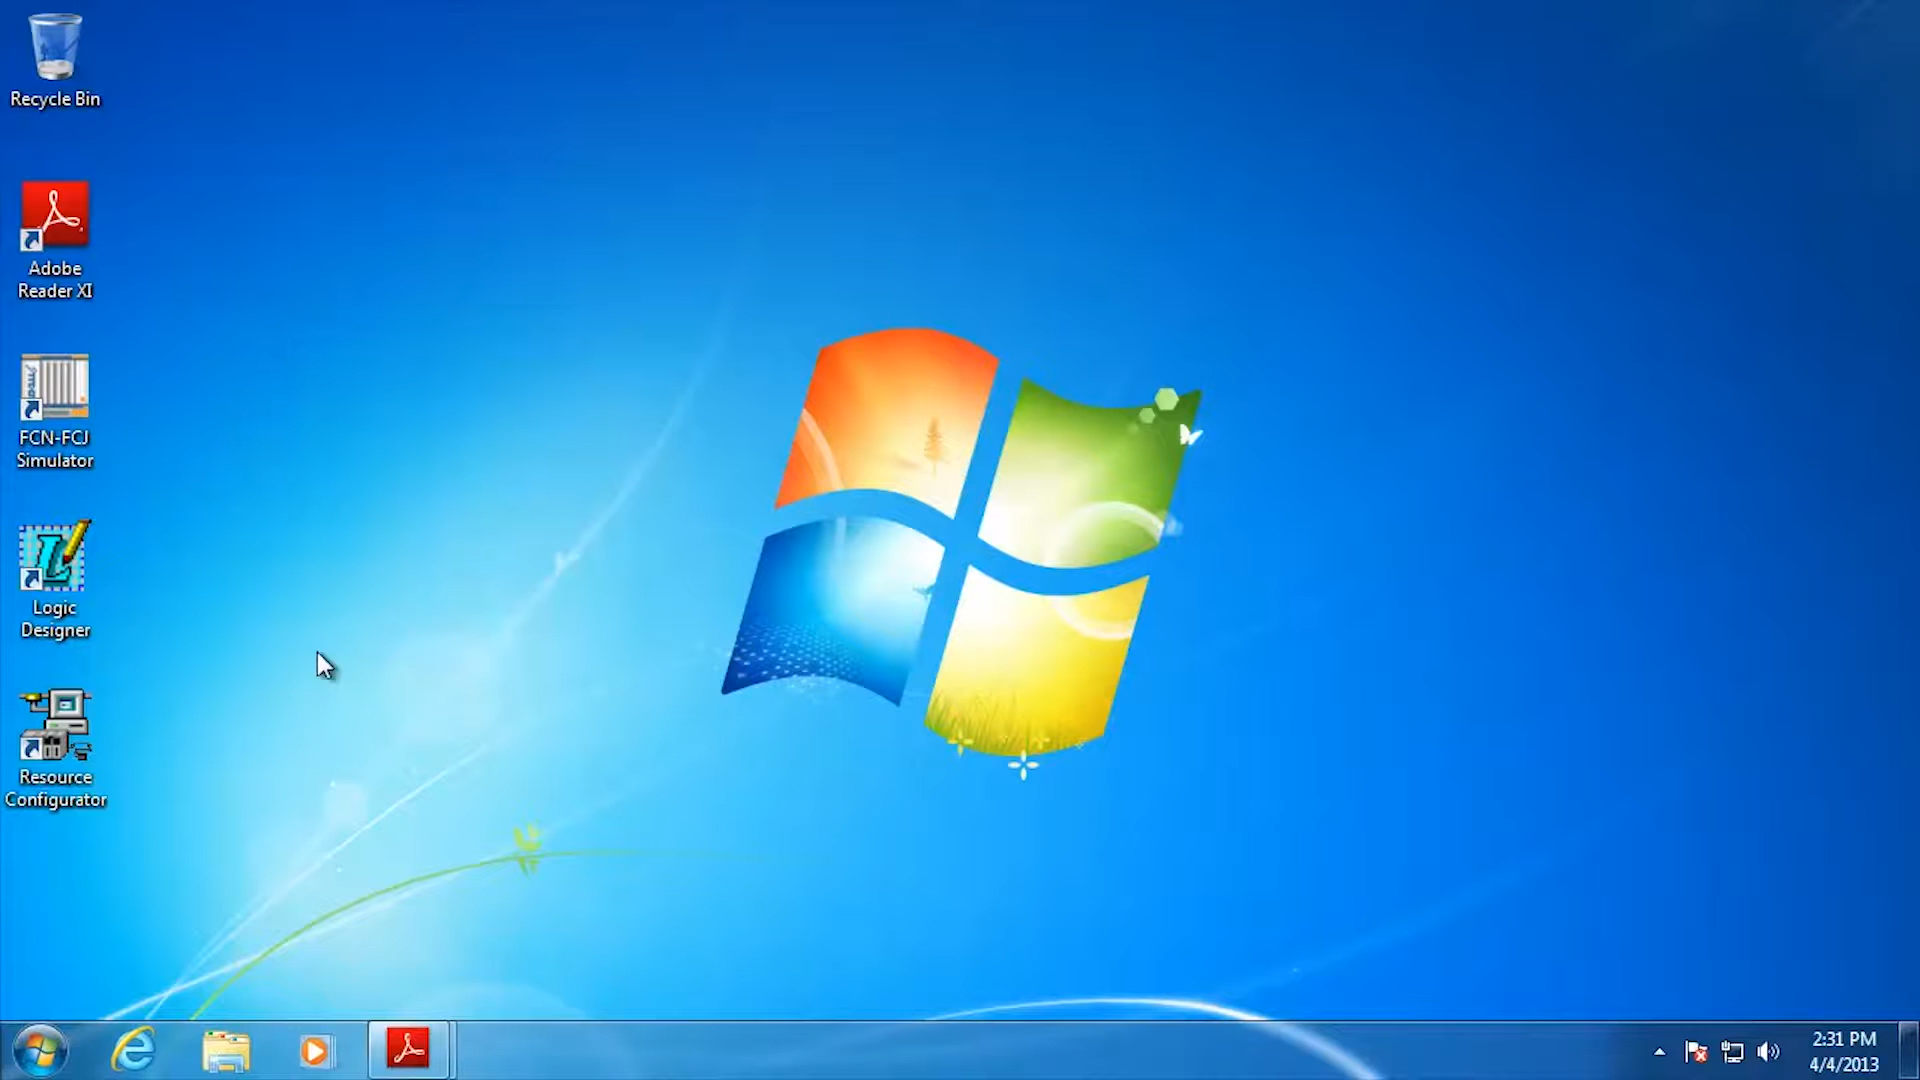 Recycle Bin
Adobe
Reader XI
FCN-FCJ
Simulator
Logic
Designer
Resource
Configurator
2:31 PM
4/4/2013